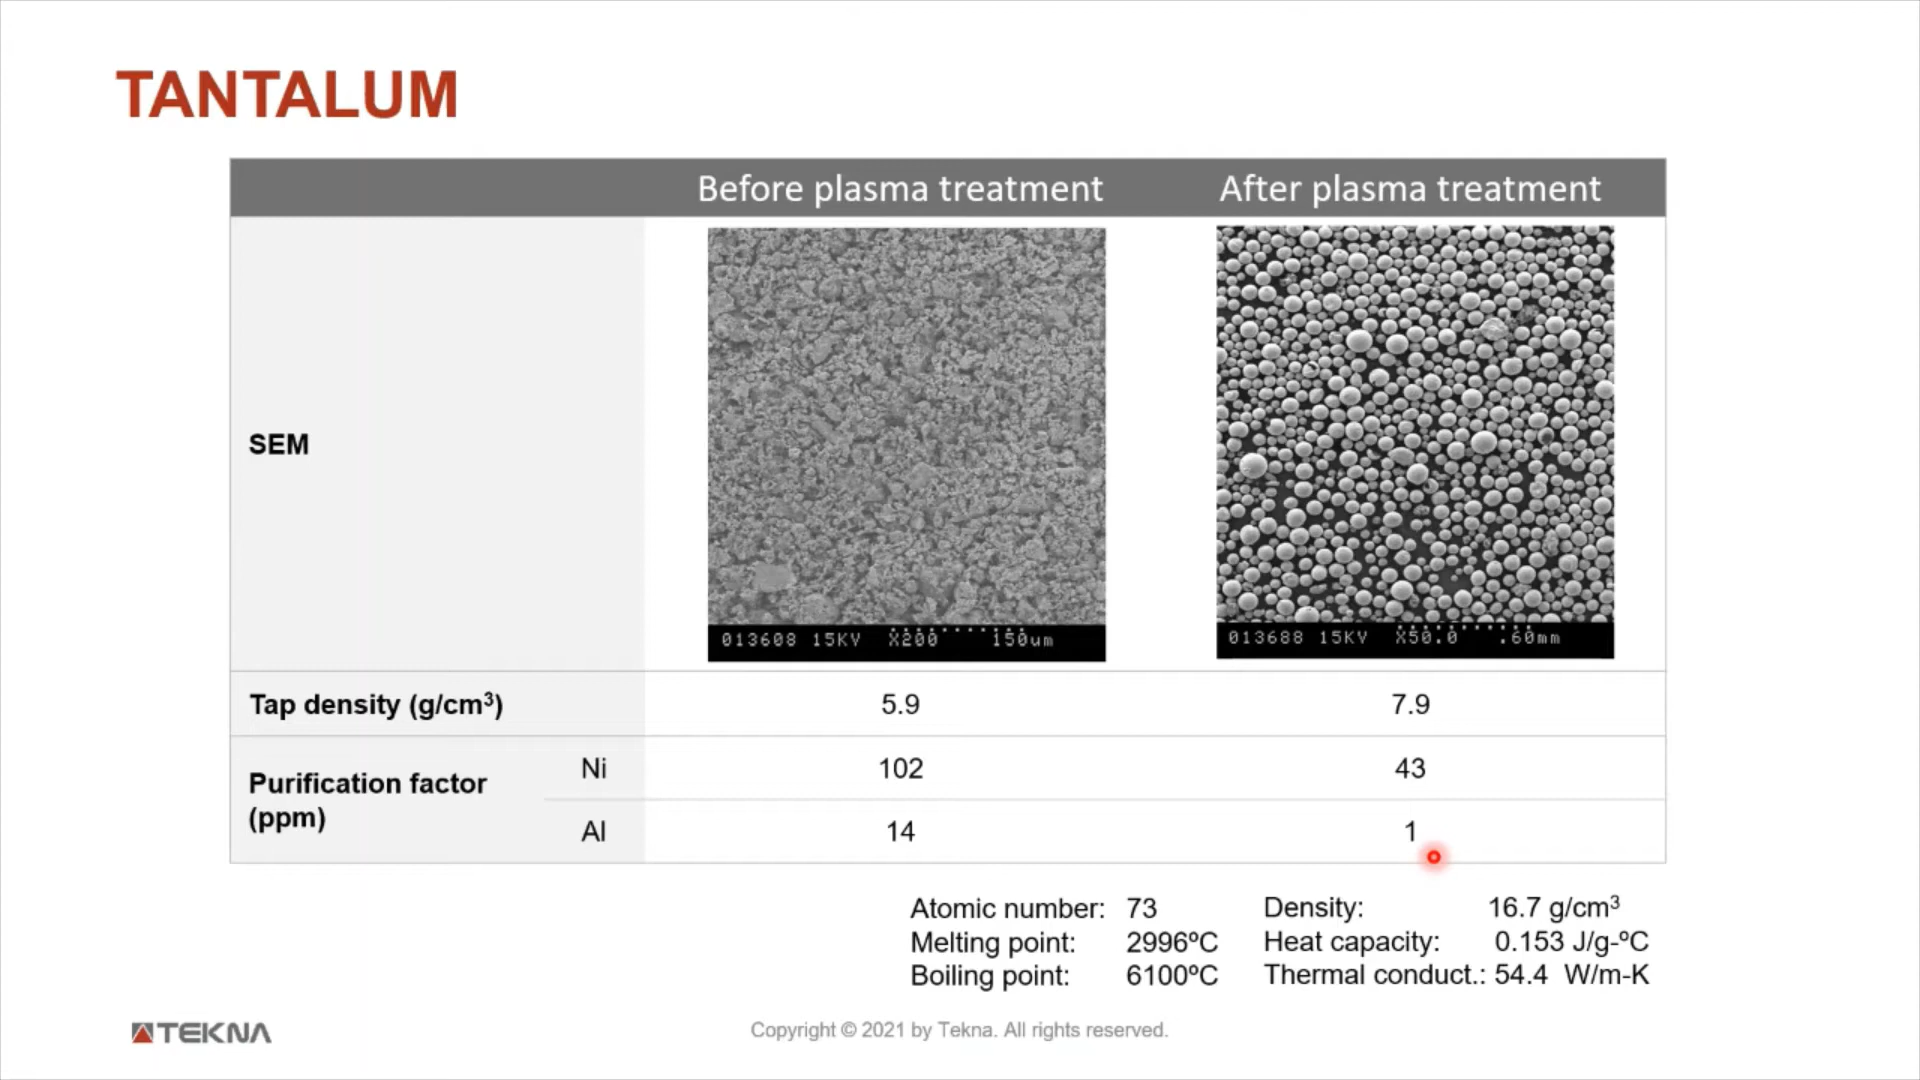 TANTALUM
Before plasma treatment After plasma treatment
SEM
013608 15KV X200 150um
013688 15KV X50.0 .60mm
Tap density (g/cm³) 5.9 7.9
Purification factor
(ppm)
Ni 102 43
Al 14 1
Atomic number: 73
Melting point: 2996ºC
Boiling point: 6100ºC
Density: 16.7 g/cm³
Heat capacity: 0.153 J/g-ºC
Thermal conduct.: 54.4 W/m-K
TEKNA
Copyright © 2021 by Tekna. All rights reserved.